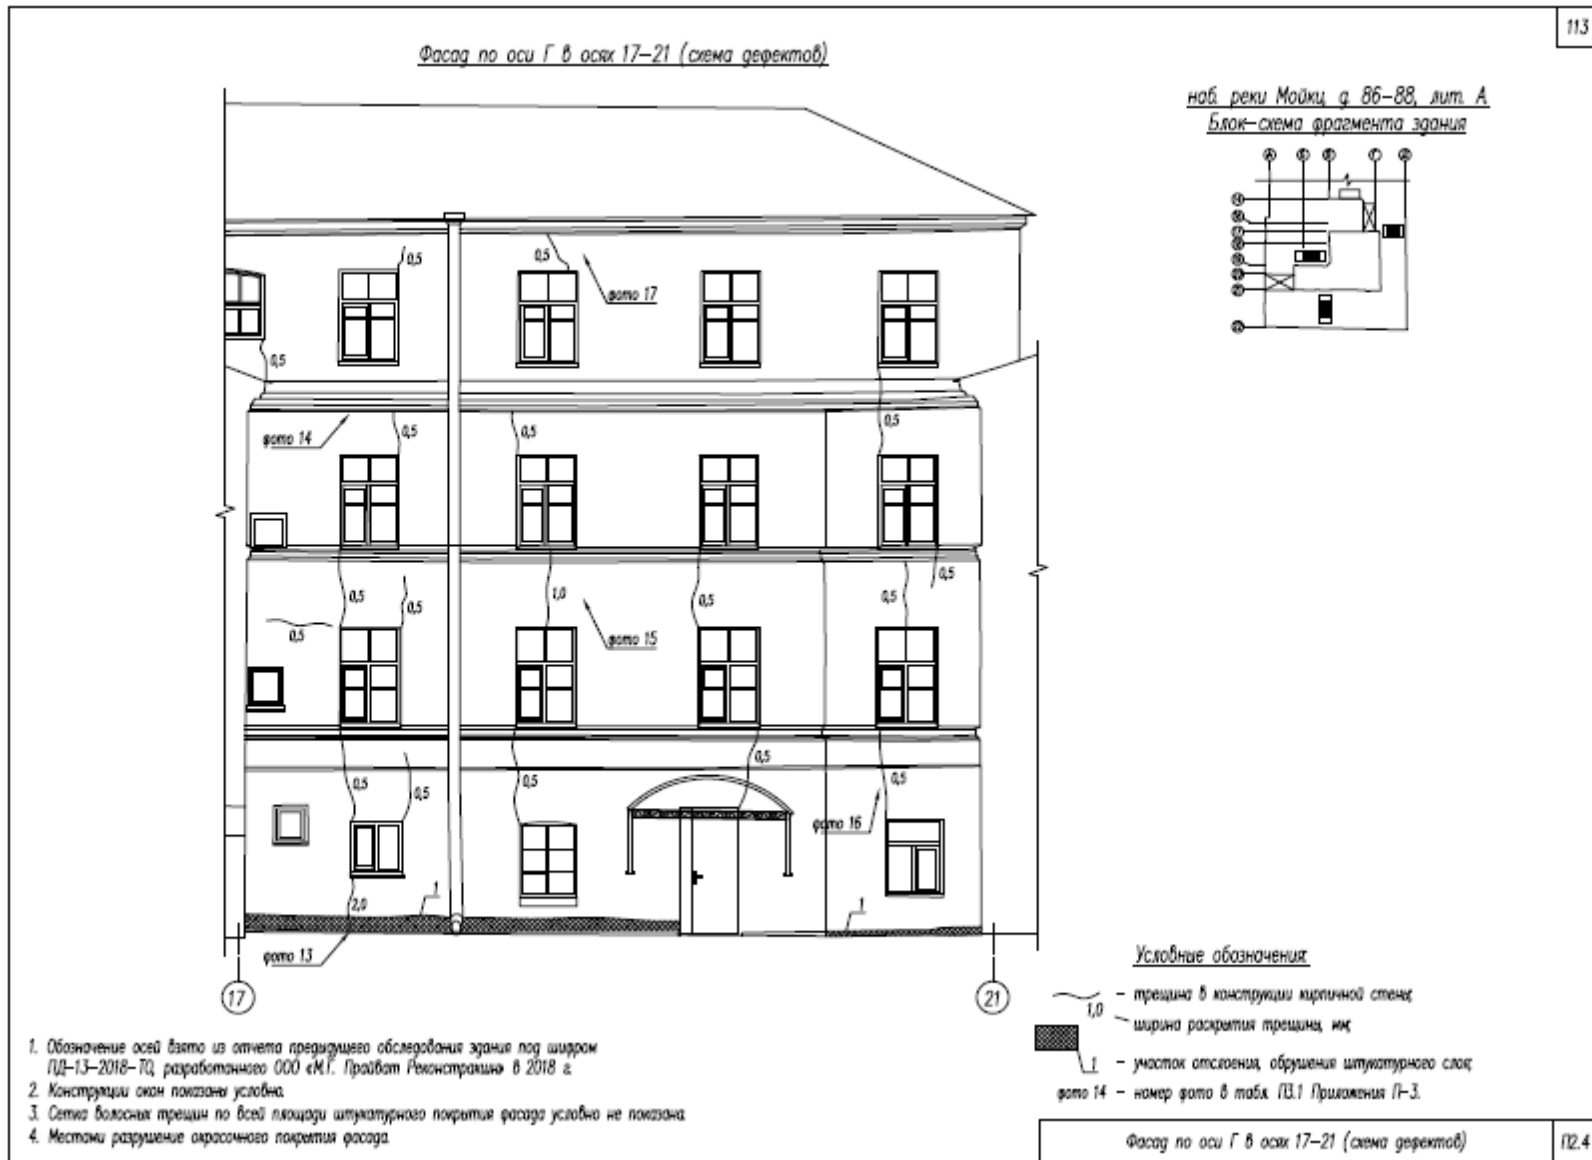 113
Фасад по оси Г в осях 17–21 (схема дефектов)
наб. реки Мойки, д. 86–88, лит. А
Блок–схема фрагмента здания
А Б В Г Д
14
16
17
18
19
20
21
22
0,5
0,5
фото 17
0,5
фото 14
0,5
0,5
0,5
0,5
0,5
0,5
1,0
0,5
0,5
0,5
фото 15
0,5
0,5
0,5
0,5
0,5
фото 16
2,0
1
1
фото 13
17
21
Условные обозначения:
– трещина в конструкции кирпичной стены;
1,0
ширина раскрытия трещины, мм;
1 – участок отслоения, обрушения штукатурного слоя;
фото 14 – номер фото в табл. П3.1 Приложения П–3.
1. Обозначение осей взято из отчета предыдущего обследования здания под шифром
ПД–13–2018–ТО, разработанного ООО «М.Г. Прайват Реконстракшн» в 2018 г.
2. Конструкции окон показаны условно.
3. Сетка волосных трещин по всей площади штукатурного покрытия фасада условно не показана.
4. Местами разрушение окрасочного покрытия фасада.
Фасад по оси Г в осях 17–21 (схема дефектов)
П2.4